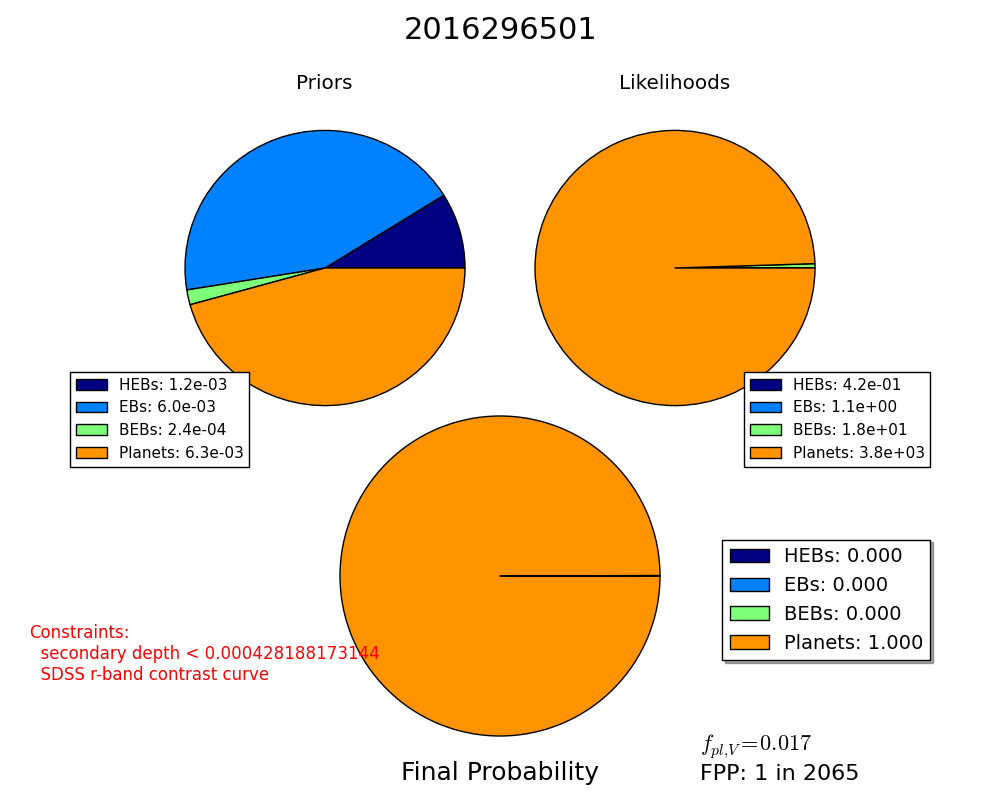 2016296501
Priors
Likelihoods
HEBs: 1.2e-03
EBs: 6.0e-03
BEBs: 2.4e-04
Planets: 6.3e-03
HEBs: 4.2e-01
EBs: 1.1e+00
BEBs: 1.8e+01
Planets: 3.8e+03
HEBs: 0.000
EBs: 0.000
BEBs: 0.000
Planets: 1.000
Constraints:
secondary depth < 0.000428188173144
SDSS r-band contrast curve
f_{pl,V}=0.017
Final Probability
FPP: 1 in 2065